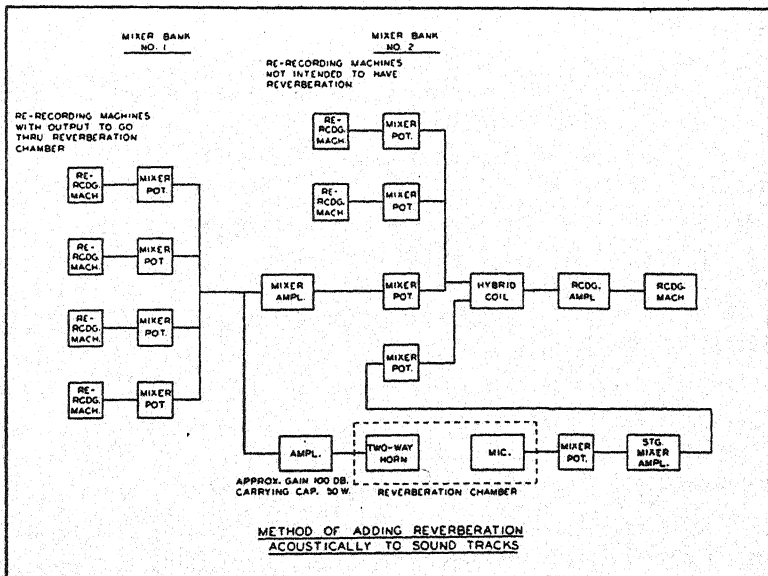 MIXER BANK
NO. 1
MIXER BANK
NO. 2
RE-RECORDING MACHINES
NOT INTENDED TO HAVE
REVERBERATION
RE-RECORDING MACHINES
WITH OUTPUT TO GO
THRU REVERBERATION
CHAMBER
RE-
RCDG.
MACH.
MIXER
POT.
RE-
RCDG.
MACH.
MIXER
POT.
RE-
RCDG.
MACH
MIXER
POT.
RE-
RCDG.
MACH.
MIXER
POT
RE-
RCDG.
MACH.
MIXER
POT.
RE-
RCDG.
MACH.
MIXER
POT
MIXER
AMPL.
MIXER
POT.
HYBRID
COIL
RCDG.
AMPL
RCDG.
MACH
MIXER
POT.
AMPL.
TWO-WAY
HORN
MIC.
MIXER
POT.
STG.
MIXER
AMPL.
APPROX. GAIN 100 DB.
CARRYING CAP. 50 W.
REVERBERATION CHAMBER
METHOD OF ADDING REVERBERATION
ACOUSTICALLY TO SOUND TRACKS